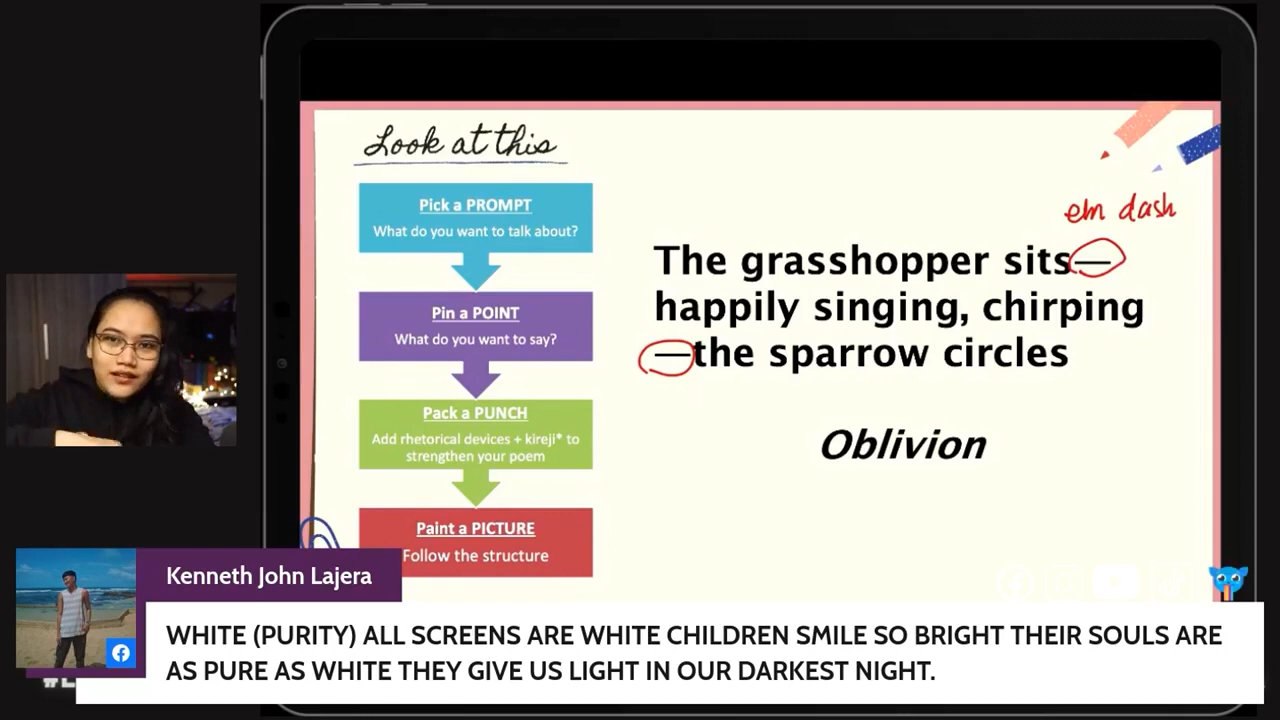 Look at this
Pick a PROMPT
What do you want to talk about?
Pin a POINT
What do you want to say?
Pack a PUNCH
Add rhetorical devices + kireji* to
strengthen your poem
Paint a PICTURE
Follow the structure
em dash
The grasshopper sits—
happily singing, chirping
—the sparrow circles
Oblivion
Kenneth John Lajera
WHITE (PURITY) ALL SCREENS ARE WHITE CHILDREN SMILE SO BRIGHT THEIR SOULS ARE
AS PURE AS WHITE THEY GIVE US LIGHT IN OUR DARKEST NIGHT.